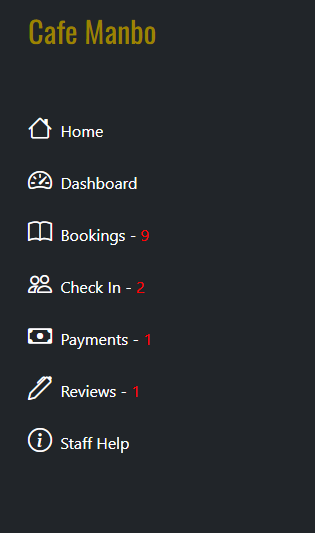 Cafe Manbo
Home
Dashboard
Bookings - 9
Check In - 2
Payments - 1
Reviews - 1
Staff Help